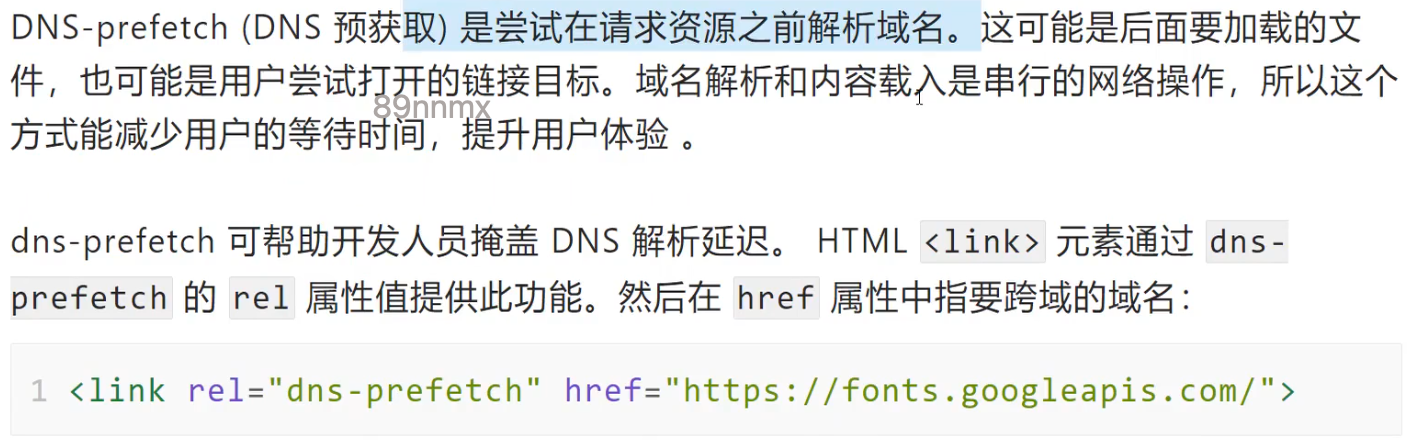 DNS-prefetch (DNS 预获取) 是尝试在请求资源之前解析域名。这可能是后面要加载的文
件，也可能是用户尝试打开的链接目标。域名解析和内容载入是串行的网络操作，所以这个
89nnmx
方式能减少用户的等待时间，提升用户体验 。
dns-prefetch 可帮助开发人员掩盖 DNS 解析延迟。 HTML <link> 元素通过 dns-
prefetch 的 rel 属性值提供此功能。然后在 href 属性中指要跨域的域名：
1 <link rel="dns-prefetch" href="https://fonts.googleapis.com/">